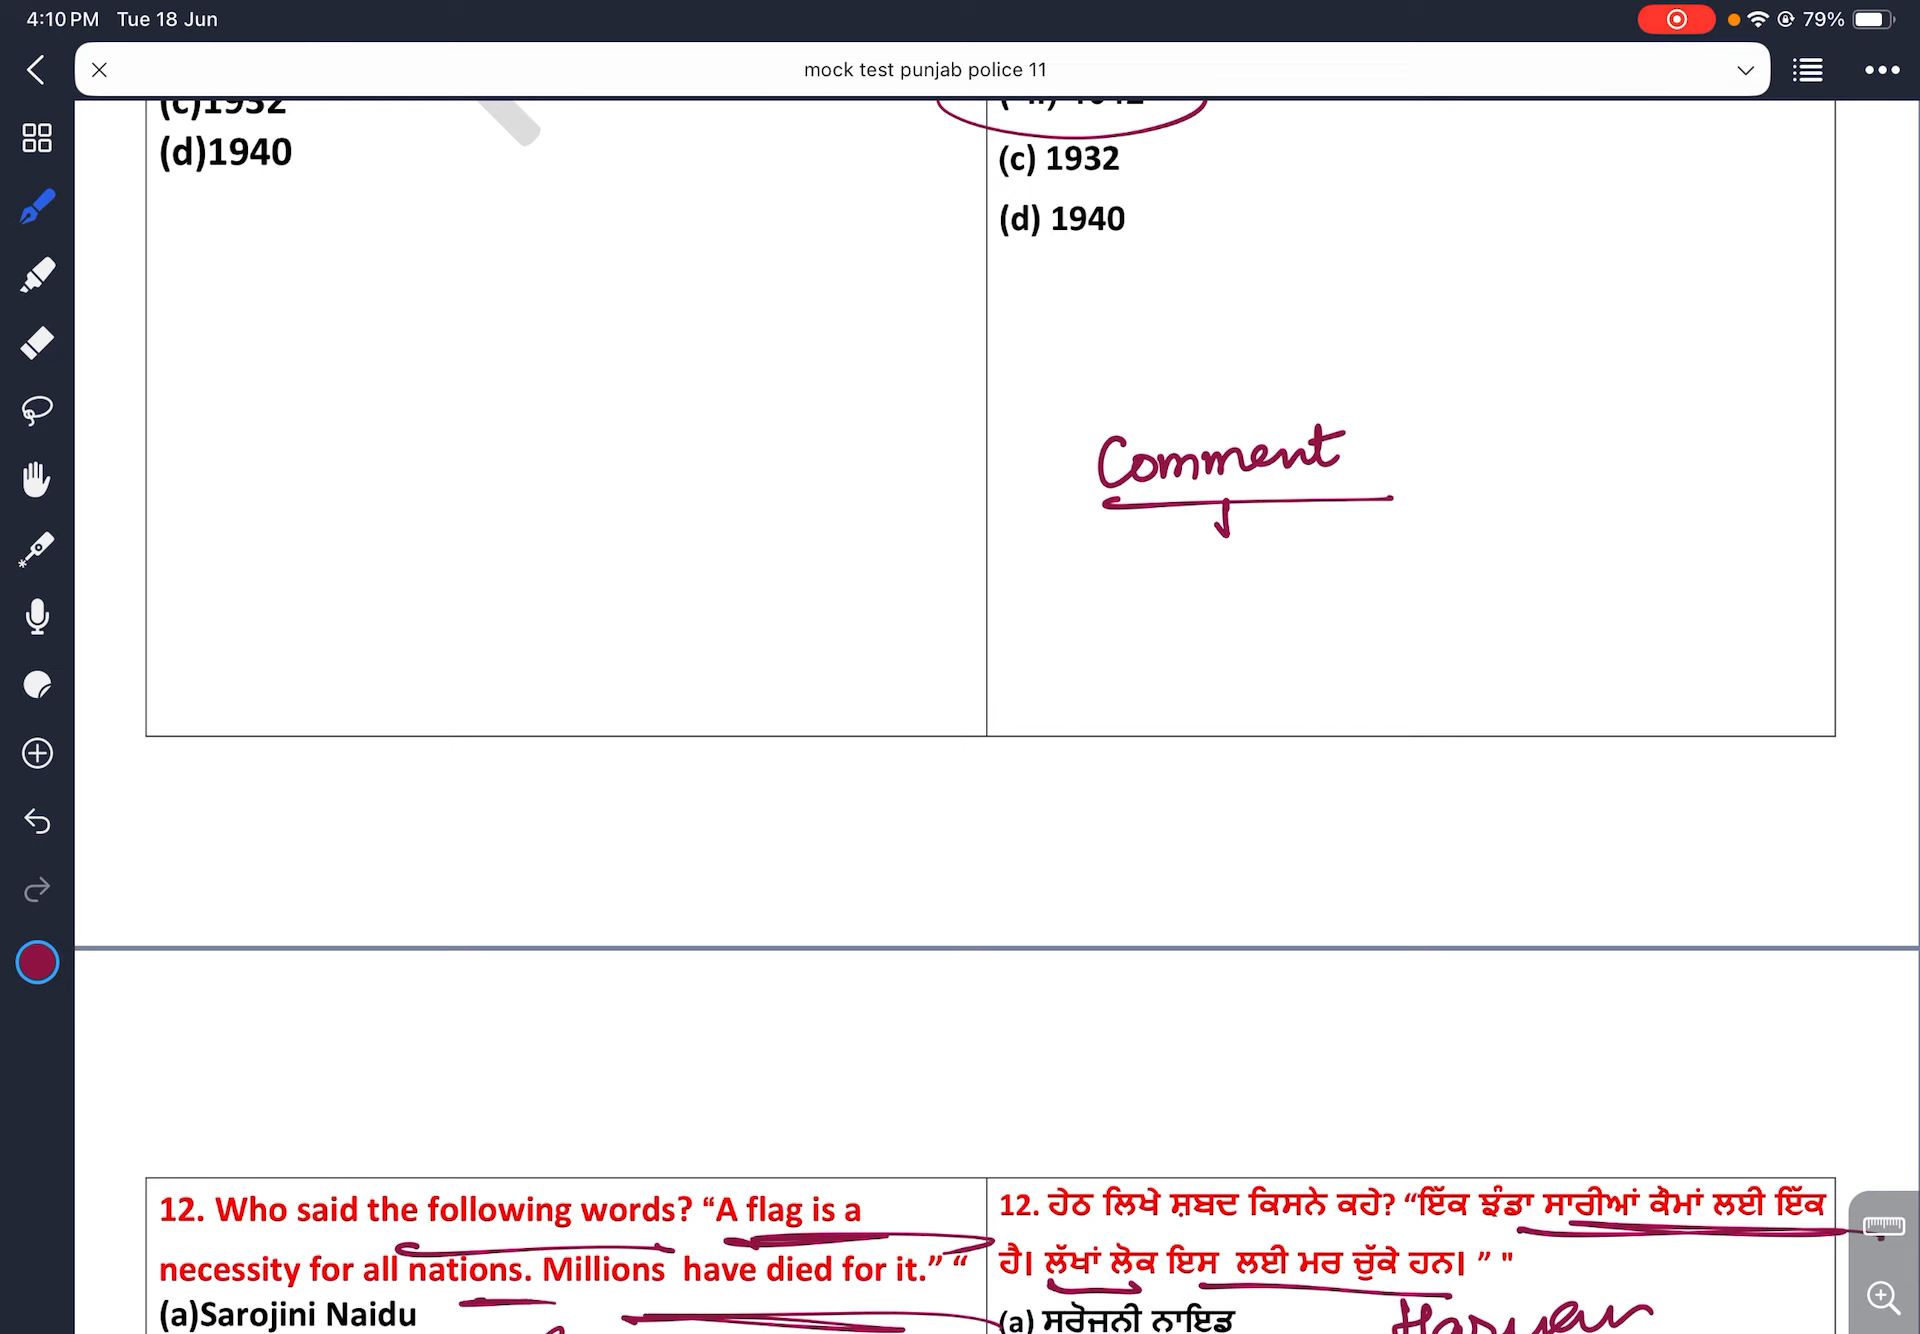 4:10 PM Tue 18 Jun
79%
mock test punjab police 11
(c)1932
(d)1940
(c) 1932
(d) 1940
Comment
12. Who said the following words? “A flag is a
necessity for all nations. Millions have died for it.” “
(a)Sarojini Naidu
12. ਹੇਠ ਲਿਖੇ ਸ਼ਬਦ ਕਿਸਨੇ ਕਹੇ? “ਇੱਕ ਝੰਡਾ ਸਾਰੀਆਂ ਕੌਮਾਂ ਲਈ ਇੱਕ
ਹੈ। ਲੱਖਾਂ ਲੋਕ ਇਸ ਲਈ ਮਰ ਚੁੱਕੇ ਹਨ। ” "
(a) ਸਰੋਜਨੀ ਨਾਇਡ